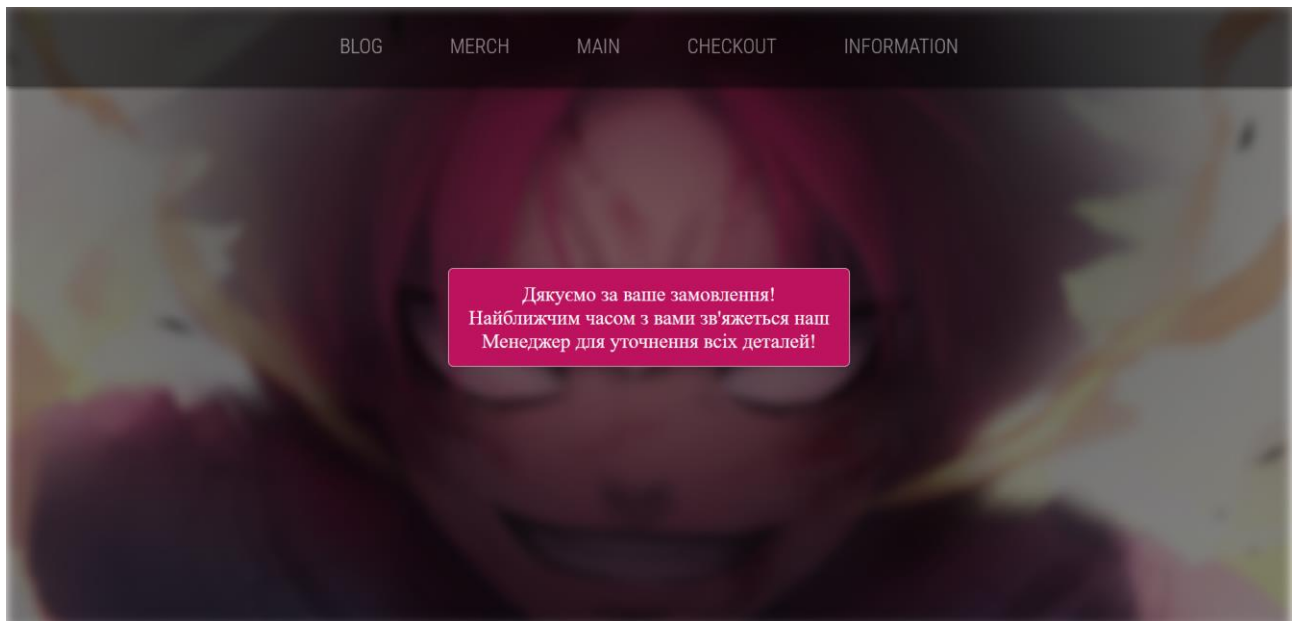 BLOG MERCH MAIN CHECKOUT INFORMATION
Дякуємо за ваше замовлення!
Найближчим часом з вами зв'яжеться наш
Менеджер для уточнення всіх деталей!